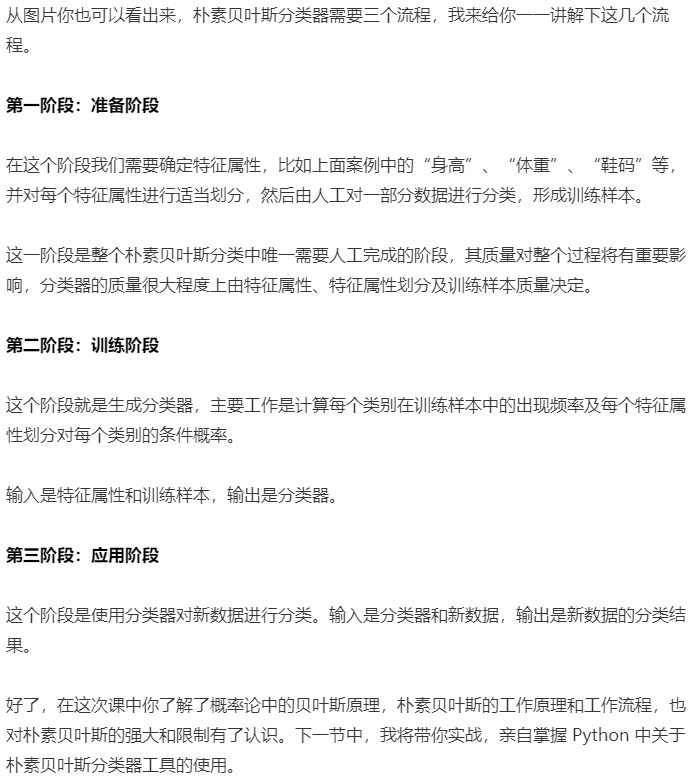 从图片你也可以看出来，朴素贝叶斯分类器需要三个流程，我来给你一一讲解下这几个流
程。
第一阶段：准备阶段
在这个阶段我们需要确定特征属性，比如上面案例中的“身高”、“体重”、“鞋码”等，
并对每个特征属性进行适当划分，然后由人工对一部分数据进行分类，形成训练样本。
这一阶段是整个朴素贝叶斯分类中唯一需要人工完成的阶段，其质量对整个过程将有重要影
响，分类器的质量很大程度上由特征属性、特征属性划分及训练样本质量决定。
第二阶段：训练阶段
这个阶段就是生成分类器，主要工作是计算每个类别在训练样本中的出现频率及每个特征属
性划分对每个类别的条件概率。
输入是特征属性和训练样本，输出是分类器。
第三阶段：应用阶段
这个阶段是使用分类器对新数据进行分类。输入是分类器和新数据，输出是新数据的分类结
果。
好了，在这次课中你了解了概率论中的贝叶斯原理，朴素贝叶斯的工作原理和工作流程，也
对朴素贝叶斯的强大和限制有了认识。下一节中，我将带你实战，亲自掌握 Python 中关于
朴素贝叶斯分类器工具的使用。